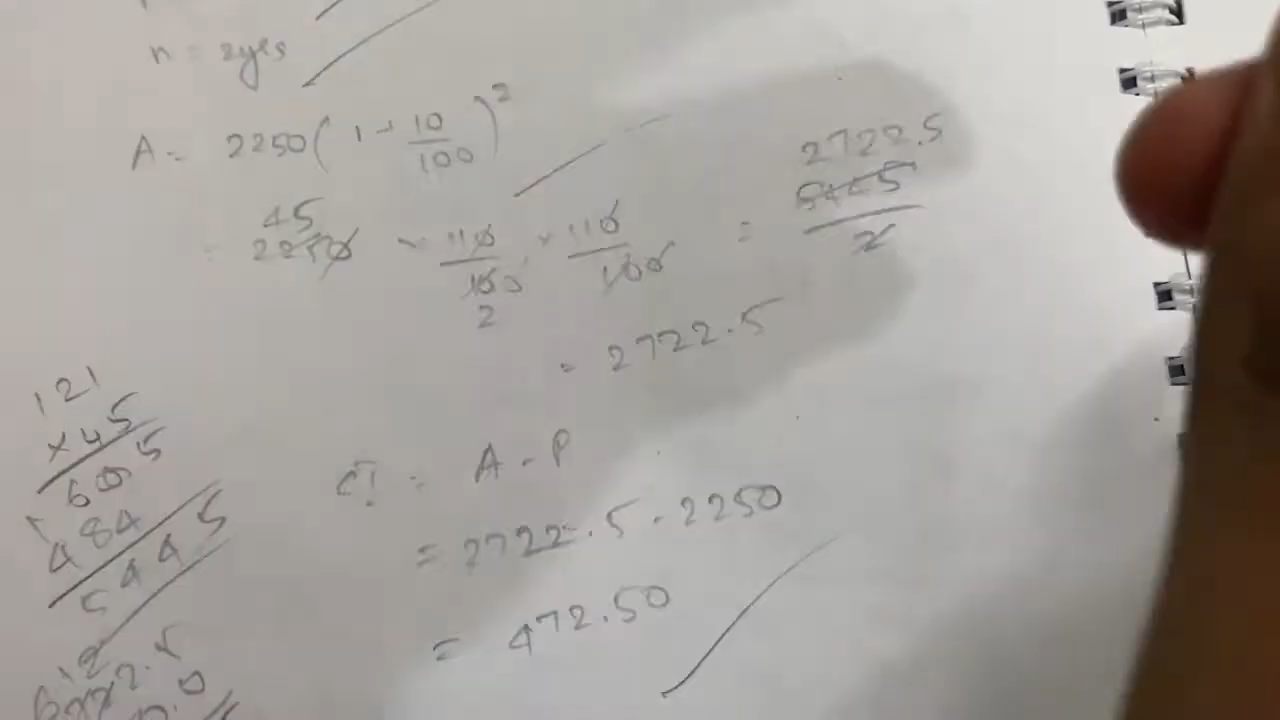 n = 2yes
A = 2250(1 + 10/100)²
45
= 2250 × 110/100 × 110/100 = 5445/2 2722.5
2
= 2722.5
CI = A - P
= 2722.5 - 2250
= 472.50
121
×45
605
484
5445